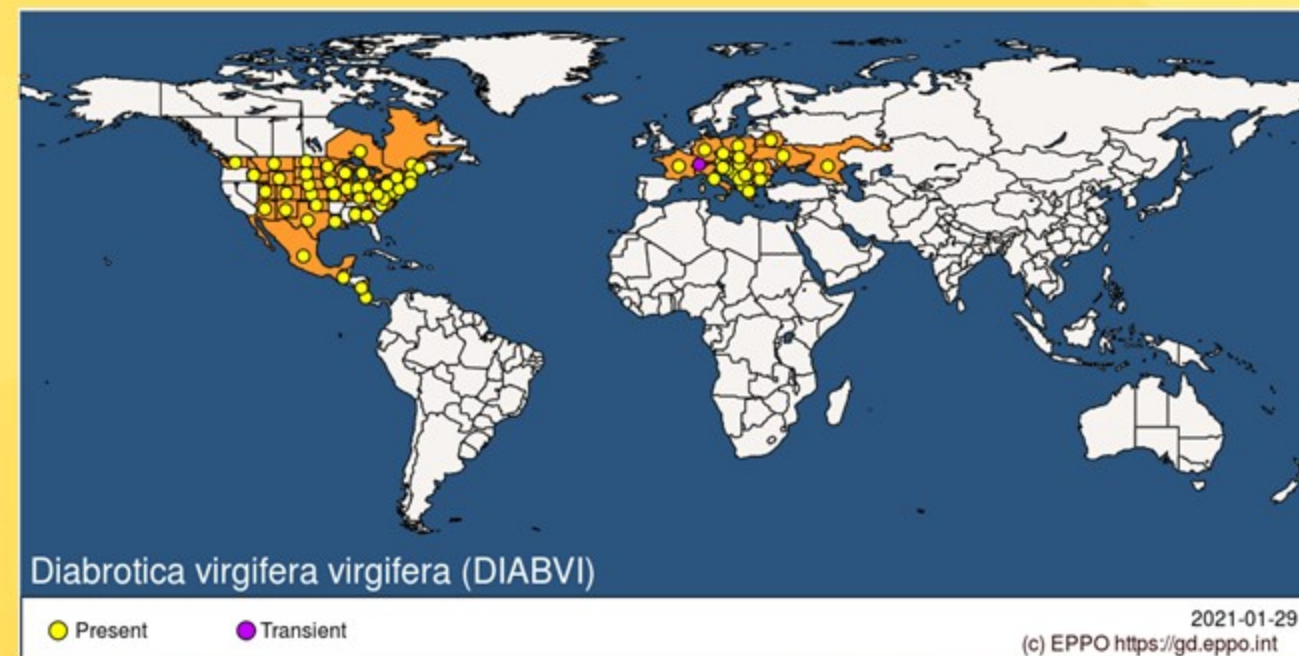 Diabrotica virgifera virgifera (DIABVI)
Present
Transient
2021-01-29
(c) EPPO https://gd.eppo.int